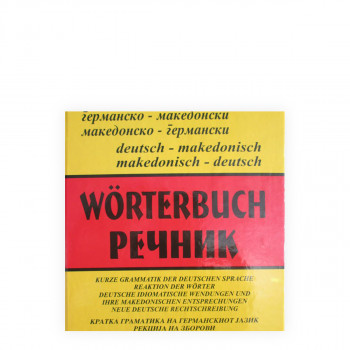 германско - македонски
македонско - германски
deutsch - makedonisch
makedonisch - deutsch
WÖRTERBUCH
РЕЧНИК
KURZE GRAMMATIK DER DEUTSCHEN SPRACHE
REAKTION DER WÖRTER
DEUTSCHE IDIOMATISCHE WENDUNGEN UND
IHRE MAKEDONISCHEN ENTSPRECHUNGEN
NEUE DEUTSCHE RECHTSCHREIBUNG
КРАТКА ГРАМАТИКА НА ГЕРМАНСКИОТ ЈАЗИК
РЕКЦИЈА НА ЗБОРОВИ